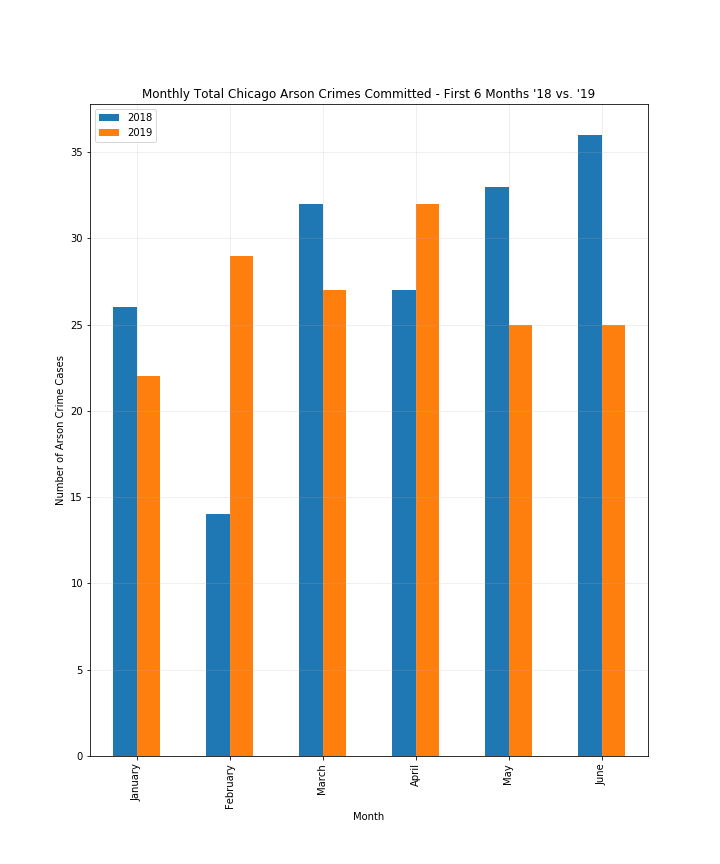 Monthly Total Chicago Arson Crimes Committed - First 6 Months '18 vs. '19
2018
2019
35
30
25
20
15
10
5
0
Number of Arson Crime Cases
January
February
March
April
May
June
Month